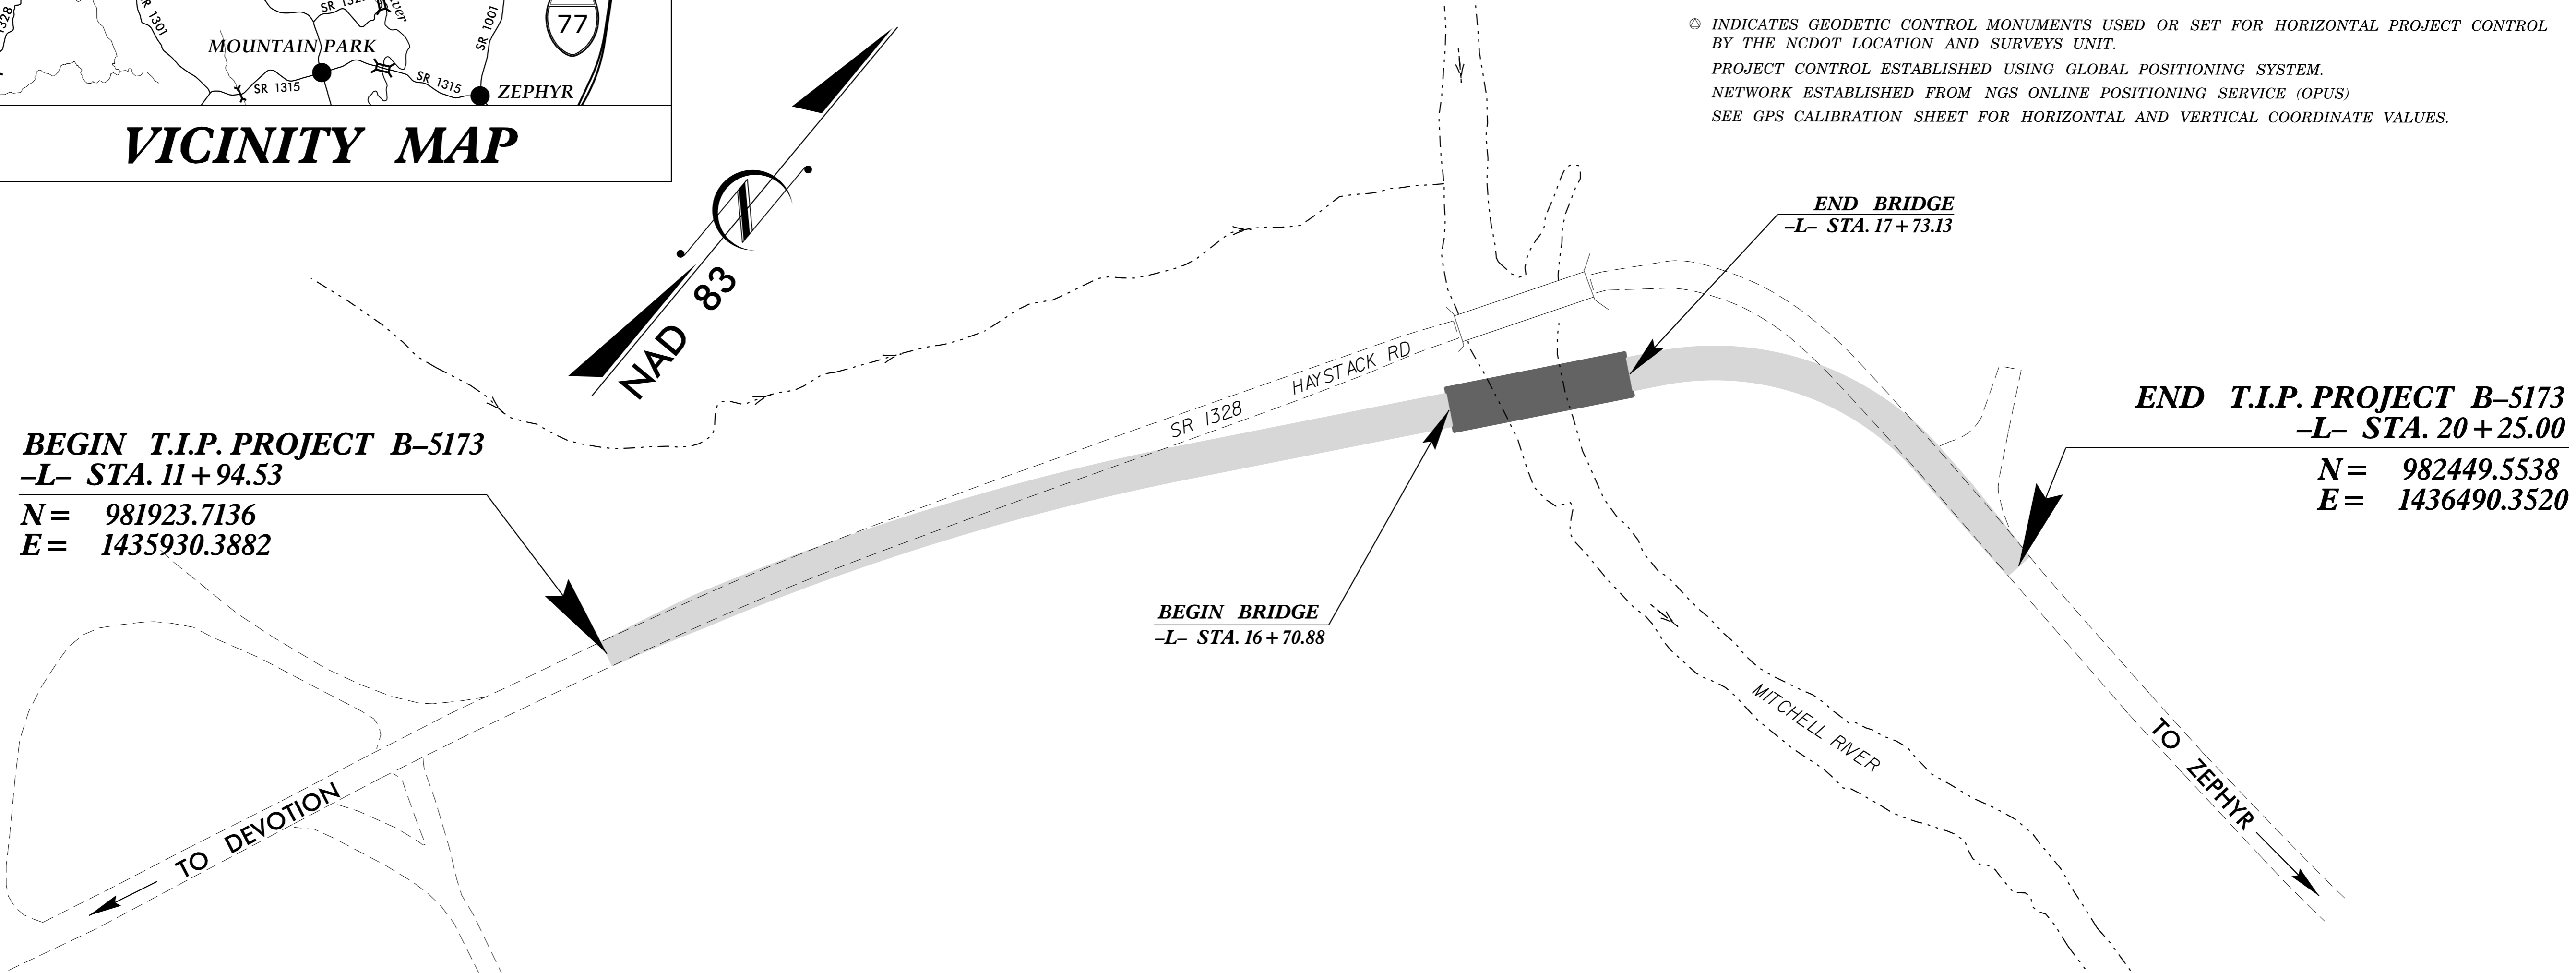 1328
SR 1301
SR 1001
77
MOUNTAIN PARK
SR 1315
SR 1315
ZEPHYR
VICINITY MAP
INDICATES GEODETIC CONTROL MONUMENTS USED OR SET FOR HORIZONTAL PROJECT CONTROL
BY THE NCDOT LOCATION AND SURVEYS UNIT.
PROJECT CONTROL ESTABLISHED USING GLOBAL POSITIONING SYSTEM.
NETWORK ESTABLISHED FROM NGS ONLINE POSITIONING SERVICE (OPUS)
SEE GPS CALIBRATION SHEET FOR HORIZONTAL AND VERTICAL COORDINATE VALUES.
NAD 83
END BRIDGE
–L– STA. 17+73.13
SR 1328 HAYSTACK RD
BEGIN T.I.P. PROJECT B–5173
–L– STA. 11+94.53
N= 981923.7136
E= 1435930.3882
END T.I.P. PROJECT B–5173
–L– STA. 20+25.00
N= 982449.5538
E= 1436490.3520
BEGIN BRIDGE
–L– STA. 16+70.88
MITCHELL RIVER
TO DEVOTION
TO ZEPHYR